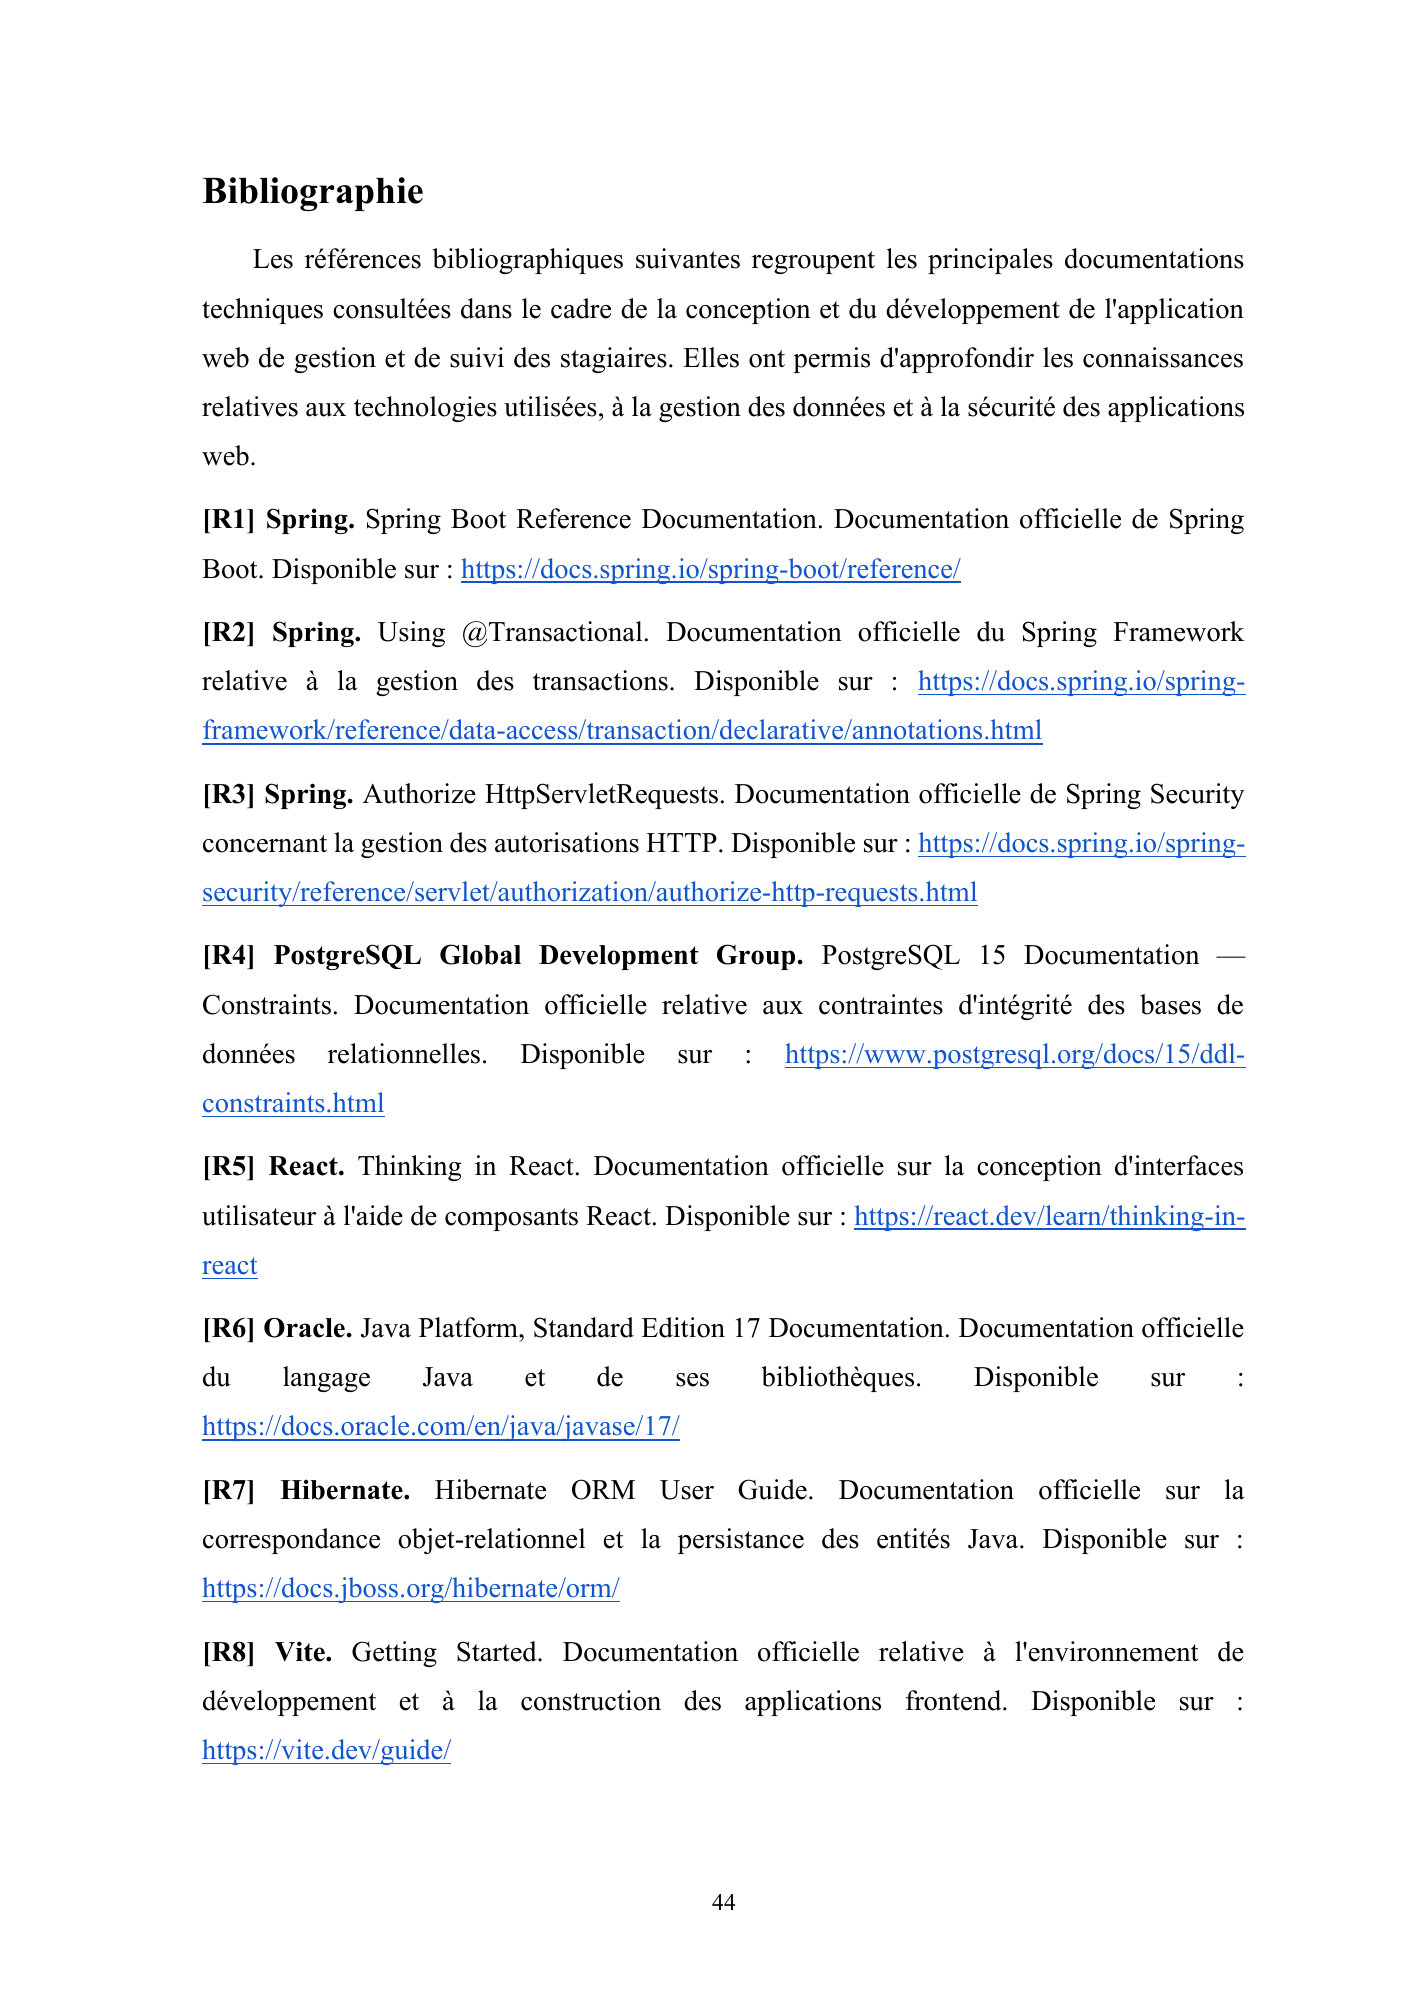 Bibliographie
Les références bibliographiques suivantes regroupent les principales documentations
techniques consultées dans le cadre de la conception et du développement de l'application
web de gestion et de suivi des stagiaires. Elles ont permis d'approfondir les connaissances
relatives aux technologies utilisées, à la gestion des données et à la sécurité des applications
web.
[R1] Spring. Spring Boot Reference Documentation. Documentation officielle de Spring
Boot. Disponible sur : https://docs.spring.io/spring-boot/reference/
[R2] Spring. Using @Transactional. Documentation officielle du Spring Framework
relative à la gestion des transactions. Disponible sur : https://docs.spring.io/spring-
framework/reference/data-access/transaction/declarative/annotations.html
[R3] Spring. Authorize HttpServletRequests. Documentation officielle de Spring Security
concernant la gestion des autorisations HTTP. Disponible sur : https://docs.spring.io/spring-
security/reference/servlet/authorization/authorize-http-requests.html
[R4] PostgreSQL Global Development Group. PostgreSQL 15 Documentation —
Constraints. Documentation officielle relative aux contraintes d'intégrité des bases de
données relationnelles. Disponible sur : https://www.postgresql.org/docs/15/ddl-
constraints.html
[R5] React. Thinking in React. Documentation officielle sur la conception d'interfaces
utilisateur à l'aide de composants React. Disponible sur : https://react.dev/learn/thinking-in-
react
[R6] Oracle. Java Platform, Standard Edition 17 Documentation. Documentation officielle
du langage Java et de ses bibliothèques. Disponible sur :
https://docs.oracle.com/en/java/javase/17/
[R7] Hibernate. Hibernate ORM User Guide. Documentation officielle sur la
correspondance objet-relationnel et la persistance des entités Java. Disponible sur :
https://docs.jboss.org/hibernate/orm/
[R8] Vite. Getting Started. Documentation officielle relative à l'environnement de
développement et à la construction des applications frontend. Disponible sur :
https://vite.dev/guide/
44